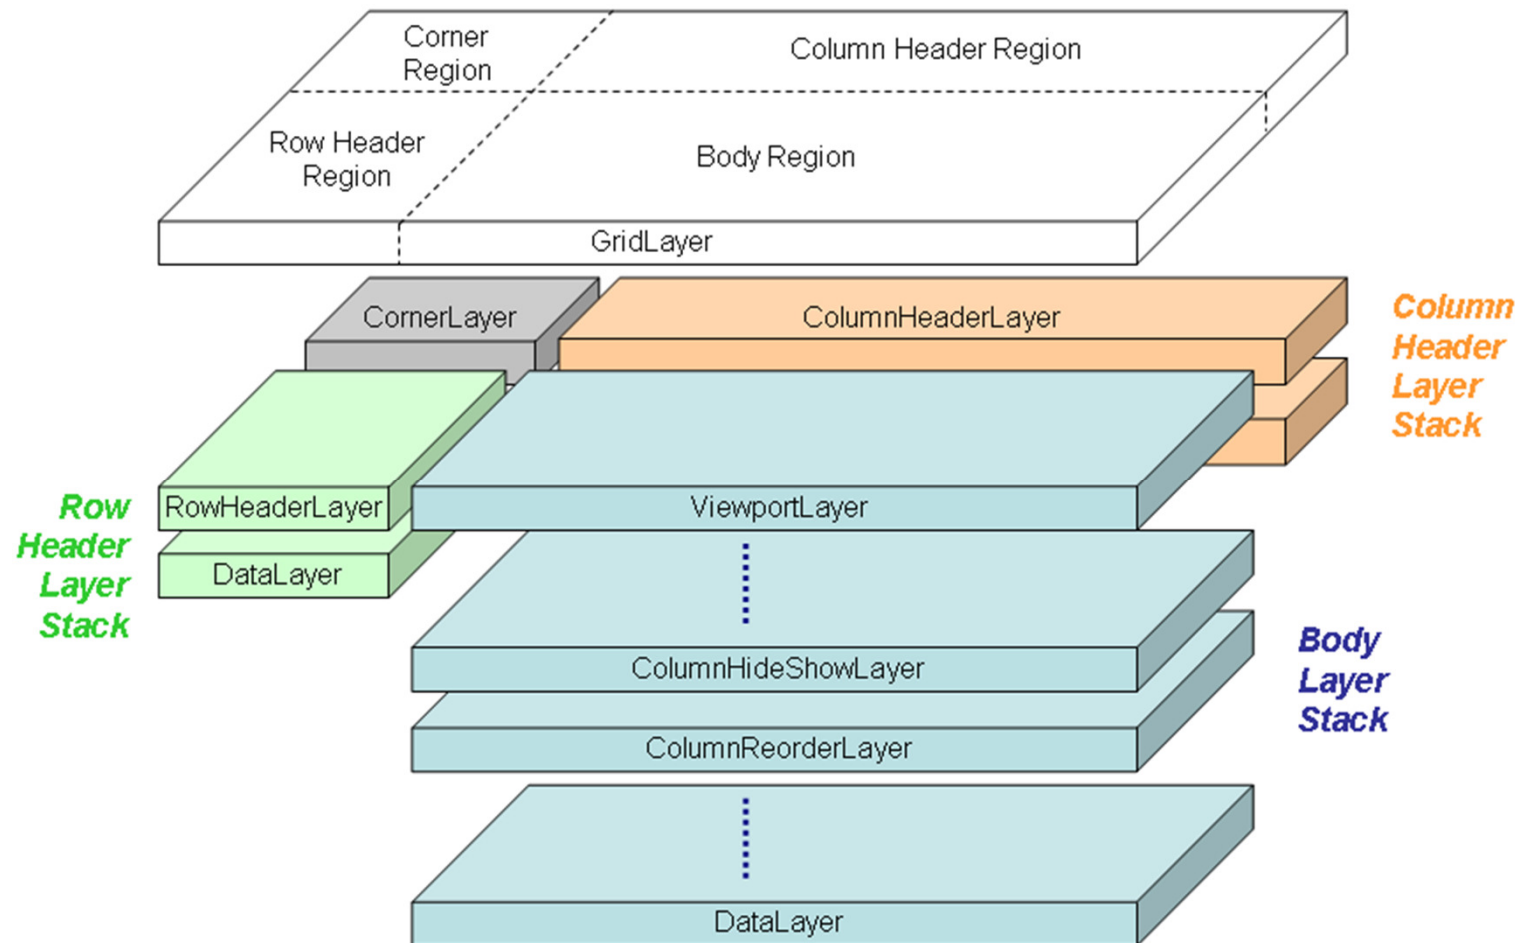 Corner
Region
Column Header Region
Row Header
Region
Body Region
GridLayer
CornerLayer
ColumnHeaderLayer
Column
Header
Layer
Stack
RowHeaderLayer
ViewportLayer
Row
Header
Layer
Stack
DataLayer
ColumnHideShowLayer
Body
Layer
Stack
ColumnReorderLayer
DataLayer